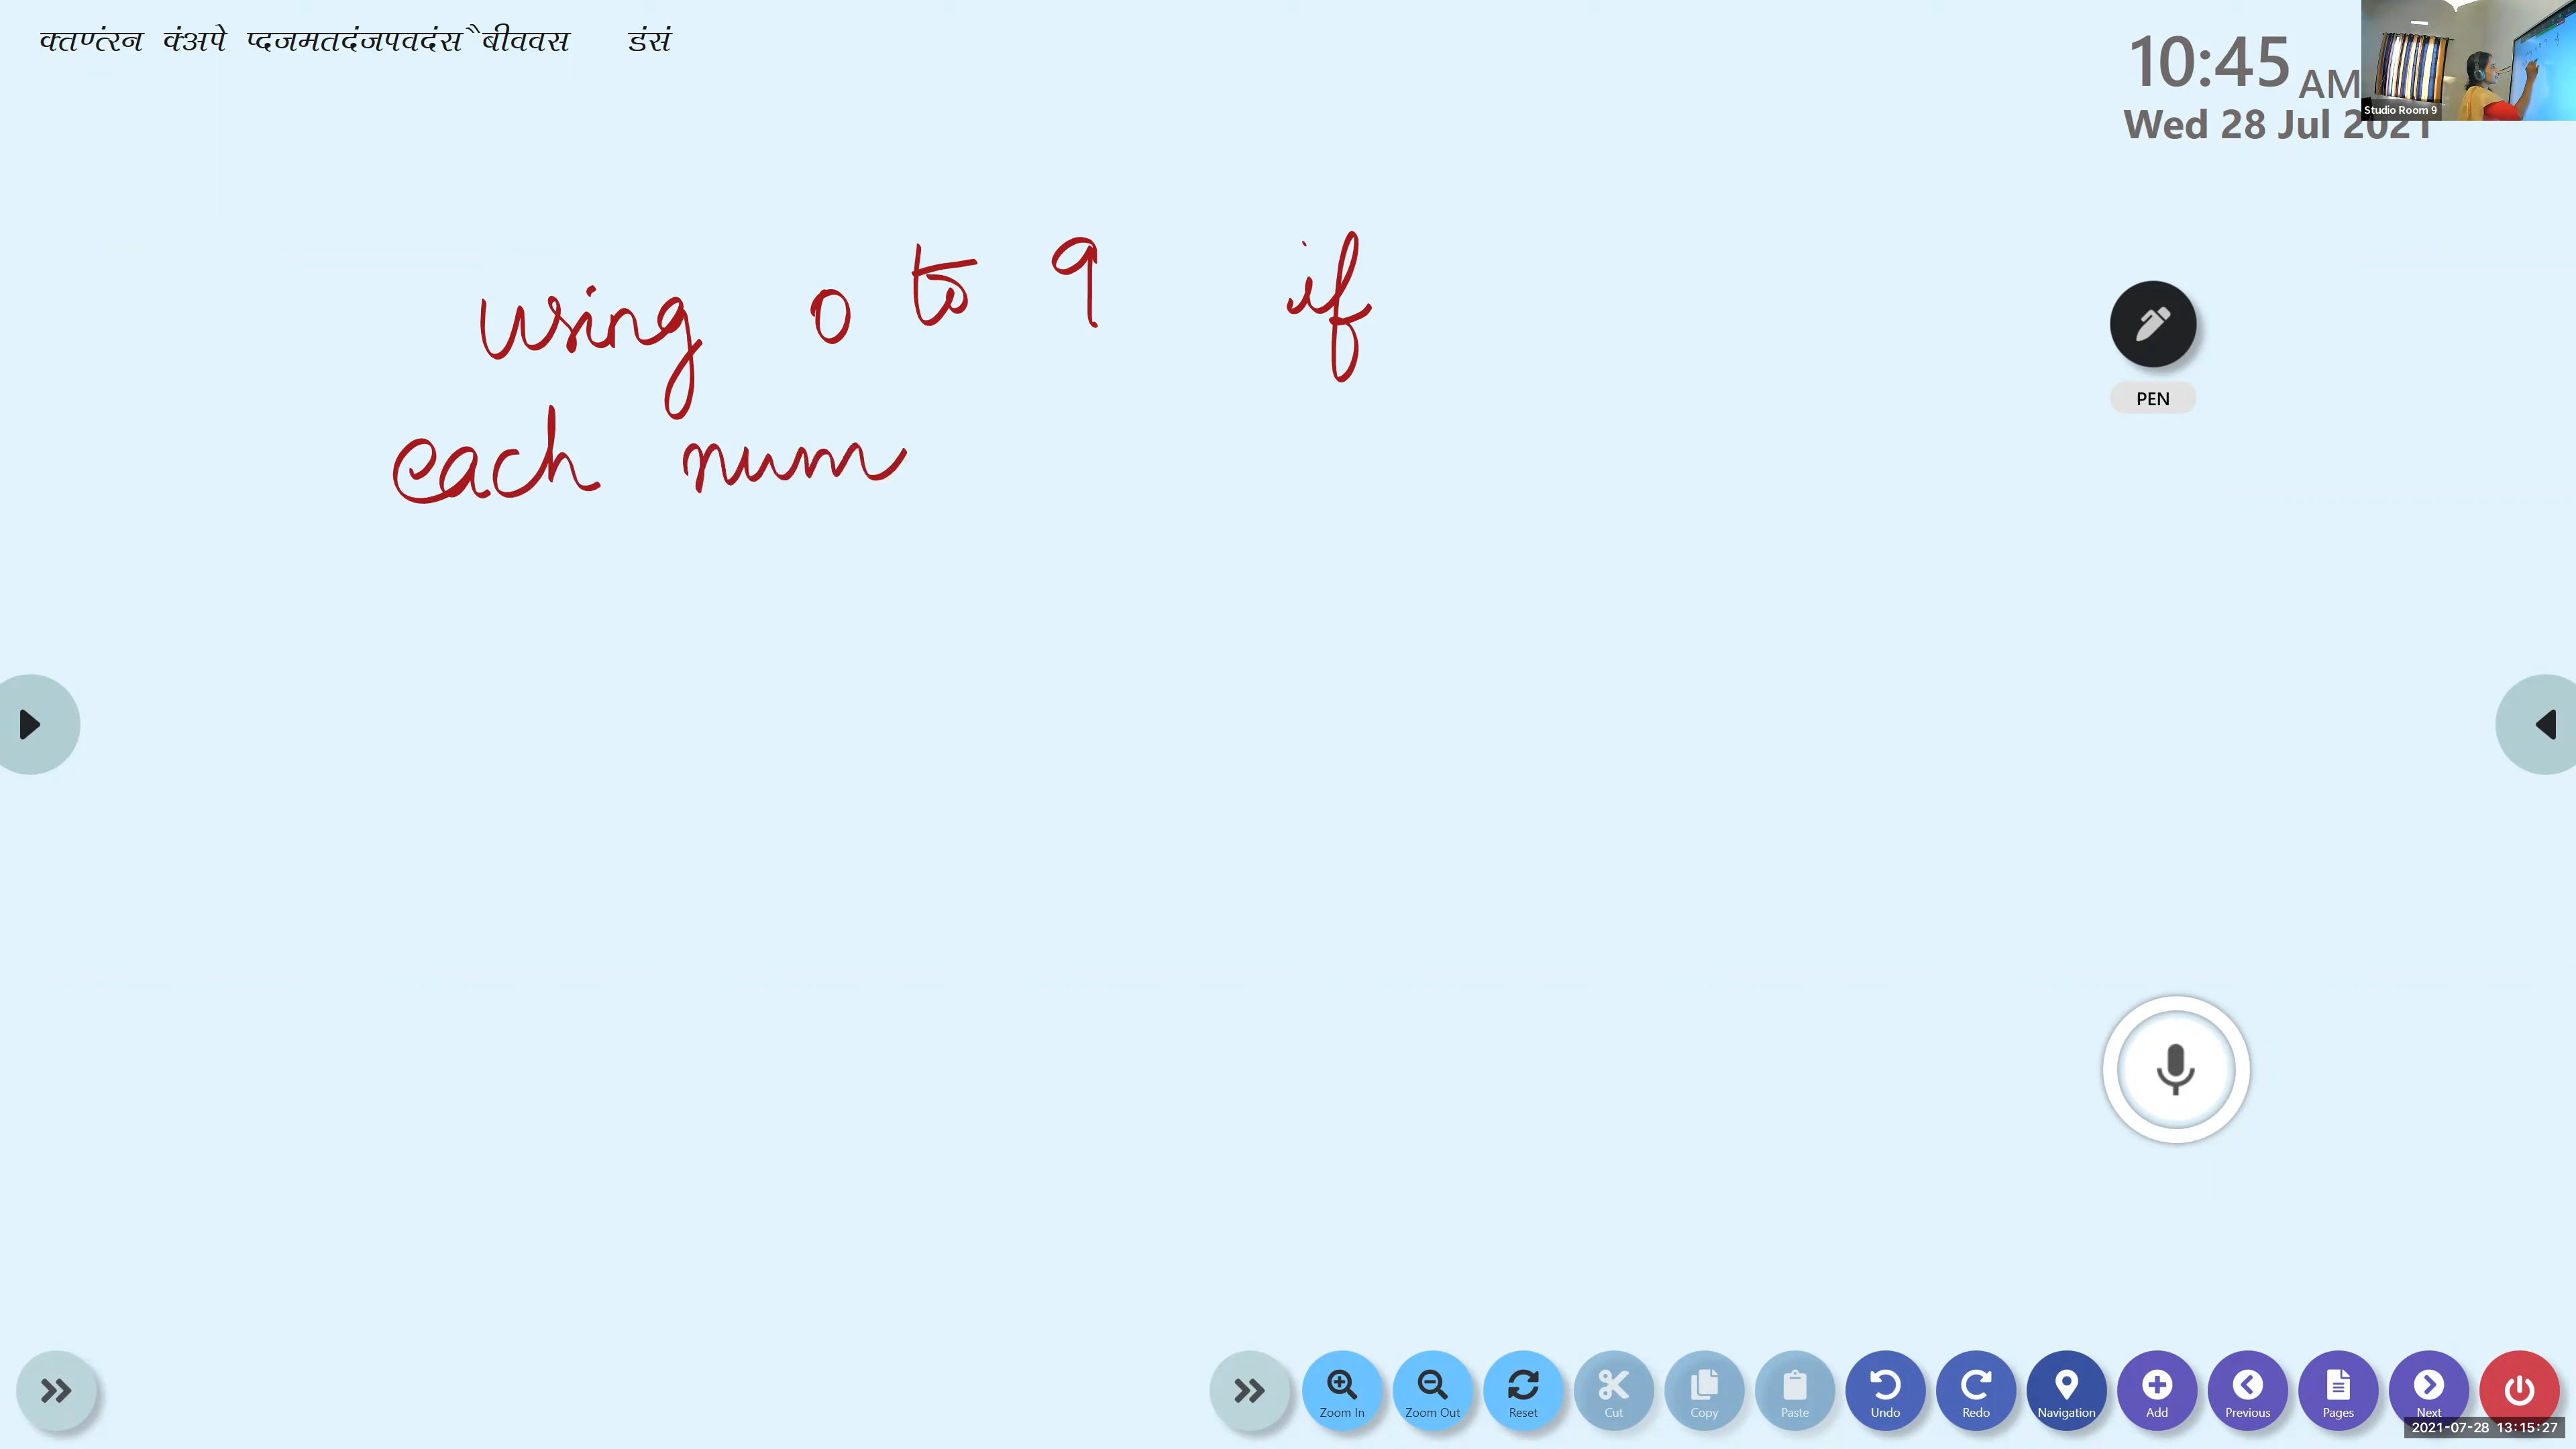 क्तण्तंरन क्ंअपे प्दजमतदंजपवदंस ैबीववस डंसं
10:45 AM
Wed 28 Jul 2021
Studio Room 9
using 0 to 9 if
each num
PEN
Zoom In Zoom Out Reset Cut Copy Paste Undo Redo Navigation Add Previous Pages Next
2021-07-28 13:15:27